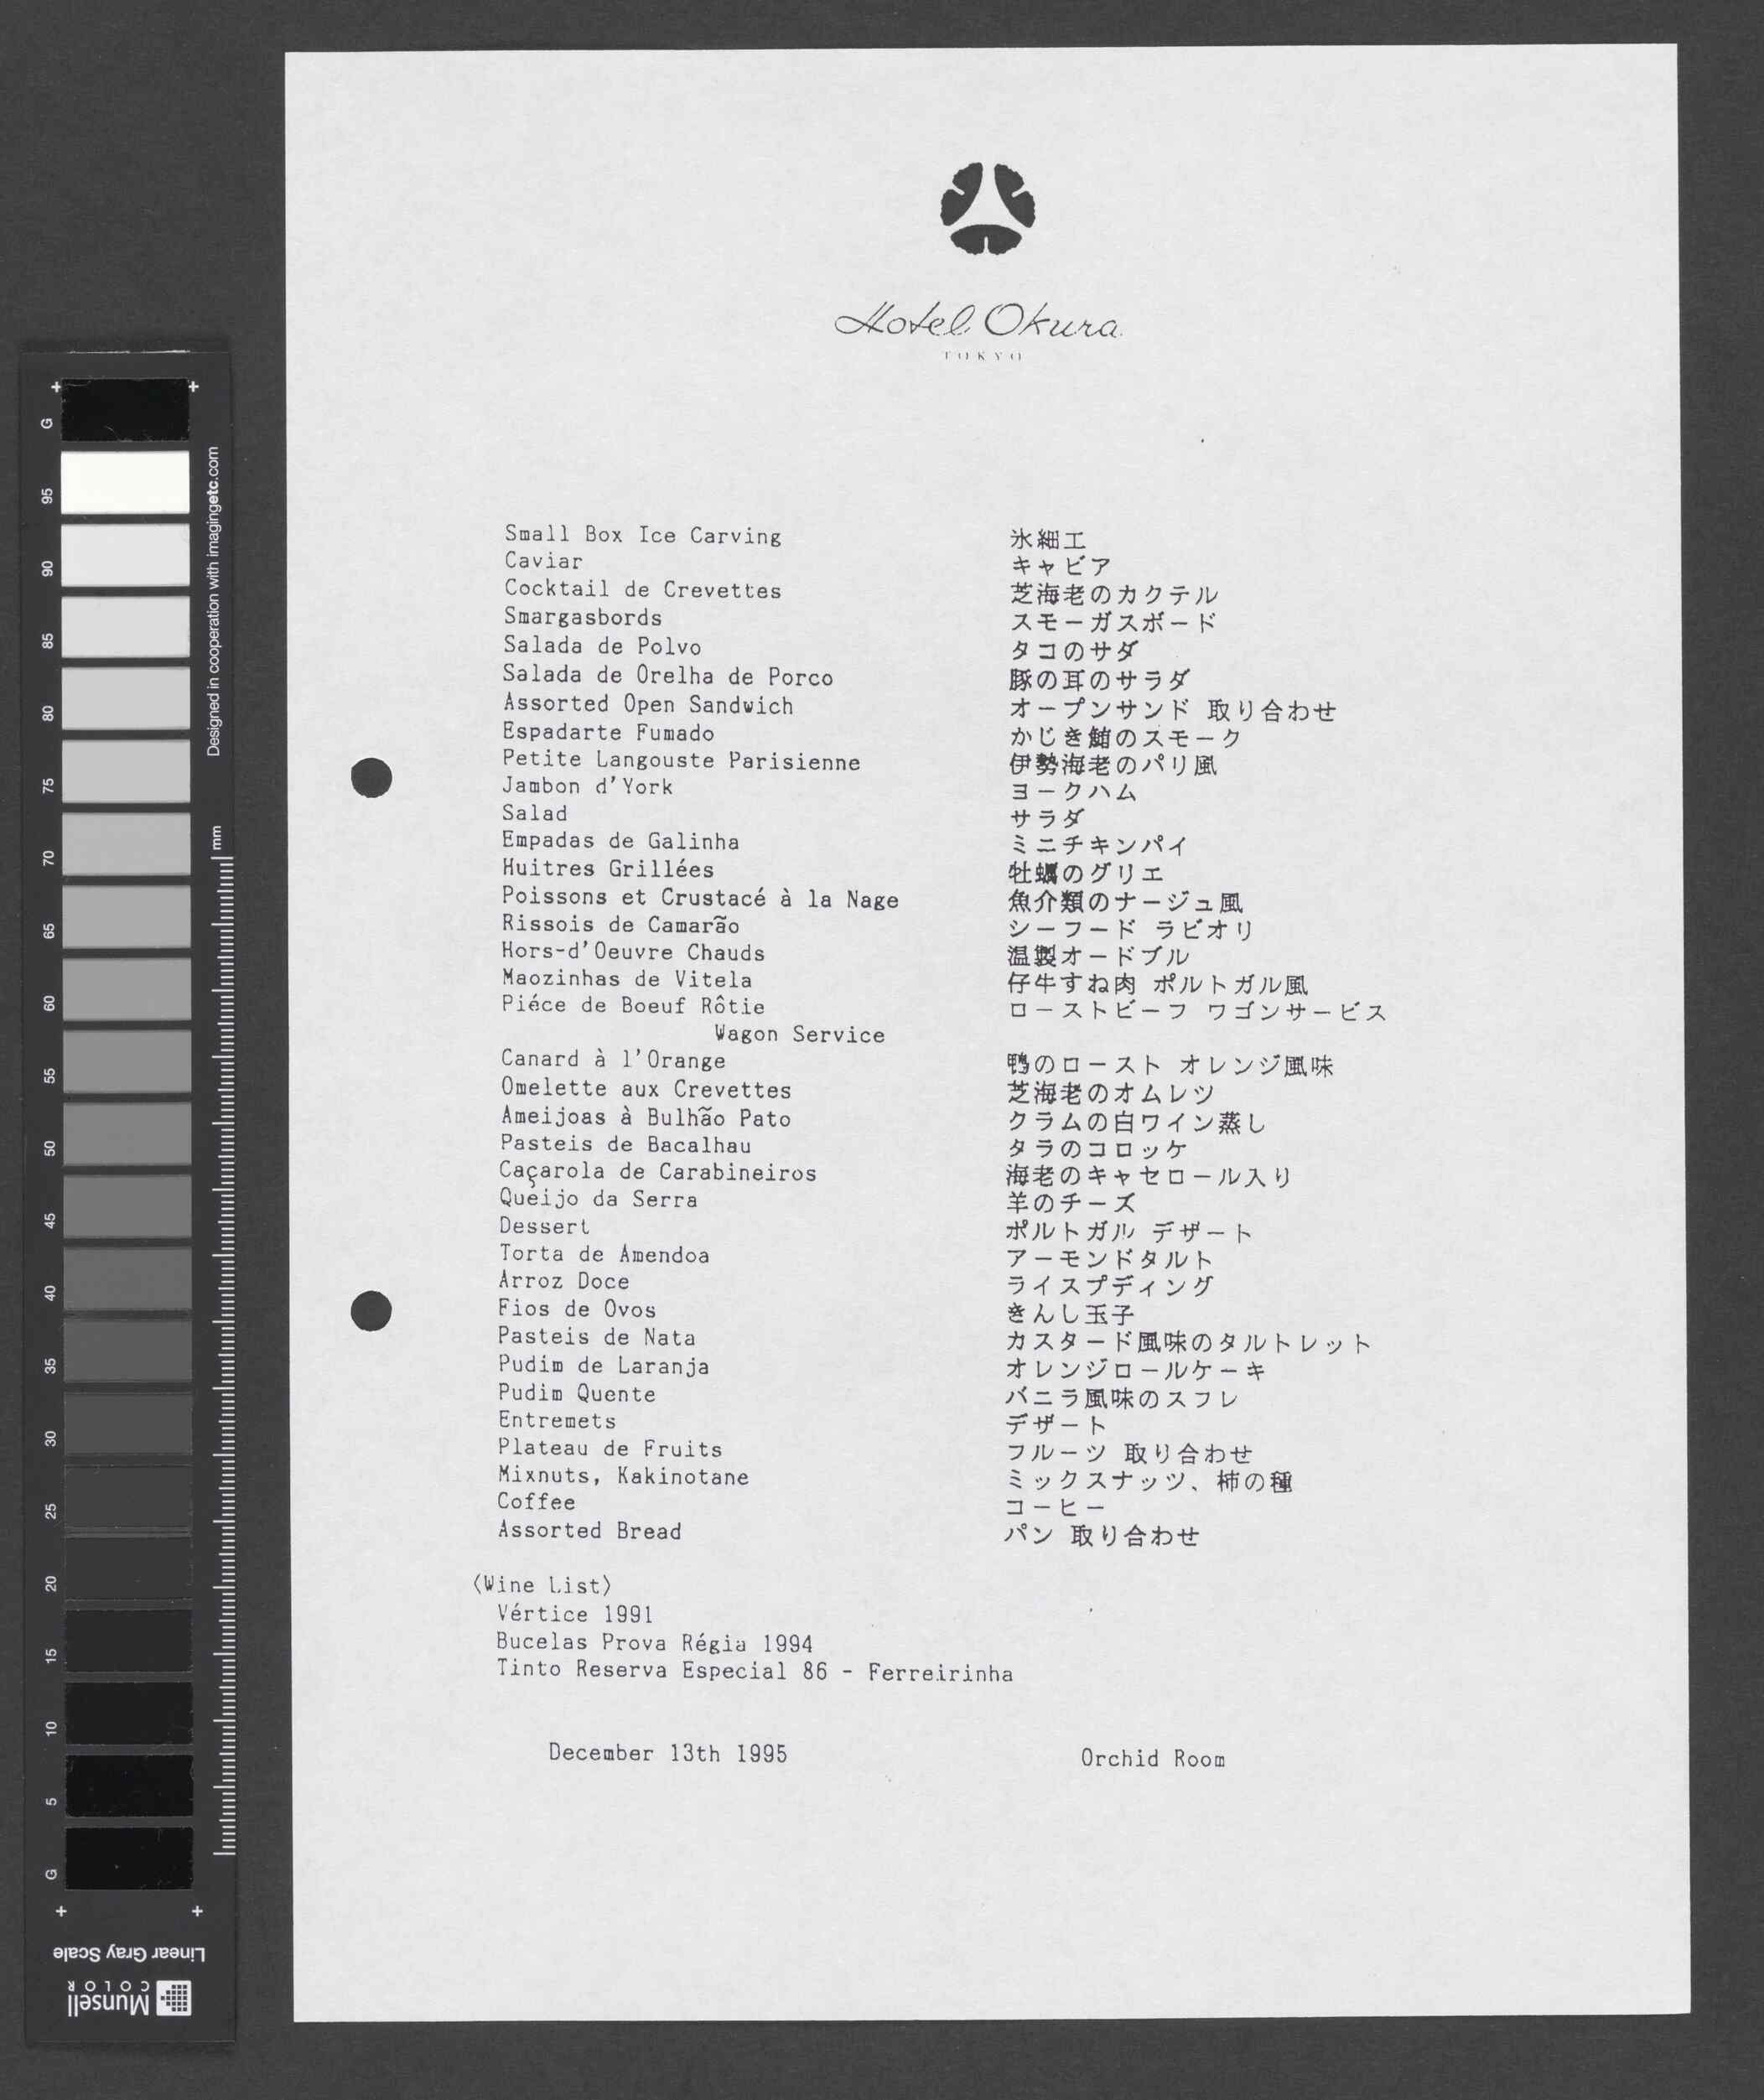 Hotel Okura
TOKYO
Small Box Ice Carving 氷細工
Caviar キャビア
Cocktail de Crevettes 芝海老のカクテル
Smargasbords スモーガスボード
Salada de Polvo タコのサダ
Salada de Orelha de Porco 豚の耳のサラダ
Assorted Open Sandwich オープンサンド 取り合わせ
Espadarte Fumado かじき鮪のスモーク
Petite Langouste Parisienne 伊勢海老のパリ風
Jambon d'York ヨークハム
Salad サラダ
Empadas de Galinha ミニチキンパイ
Huitres Grillées 牡蠣のグリエ
Poissons et Crustacé à la Nage 魚介類のナージュ風
Rissois de Camarão シーフード ラビオリ
Hors-d'Oeuvre Chauds 温製オードブル
Maozinhas de Vitela 仔牛すね肉 ポルトガル風
Piéce de Boeuf Rôtie ローストビーフ ワゴンサービス
Wagon Service
Canard à l'Orange 鴨のロースト オレンジ風味
Omelette aux Crevettes 芝海老のオムレツ
Ameijoas à Bulhão Pato クラムの白ワイン蒸し
Pasteis de Bacalhau タラのコロッケ
Caçarola de Carabineiros 海老のキャセロール入り
Queijo da Serra 羊のチーズ
Dessert ポルトガル デザート
Torta de Amendoa アーモンドタルト
Arroz Doce ライスプディング
Fios de Ovos きんし玉子
Pasteis de Nata カスタード風味のタルトレット
Pudim de Laranja オレンジロールケーキ
Pudim Quente バニラ風味のスフレ
Entremets デザート
Plateau de Fruits フルーツ 取り合わせ
Mixnuts, Kakinotane ミックスナッツ、柿の種
Coffee コーヒー
Assorted Bread パン 取り合わせ
〈Wine List〉
Vértice 1991
Bucelas Prova Régia 1994
Tinto Reserva Especial 86 - Ferreirinha
December 13th 1995 Orchid Room
G
95
90
85
80
75
70
65
60
55
50
45
40
35
30
25
20
15
10
5
G
Designed in cooperation with imagingetc.com
mm
Linear Gray Scale
Munsell
COLOR